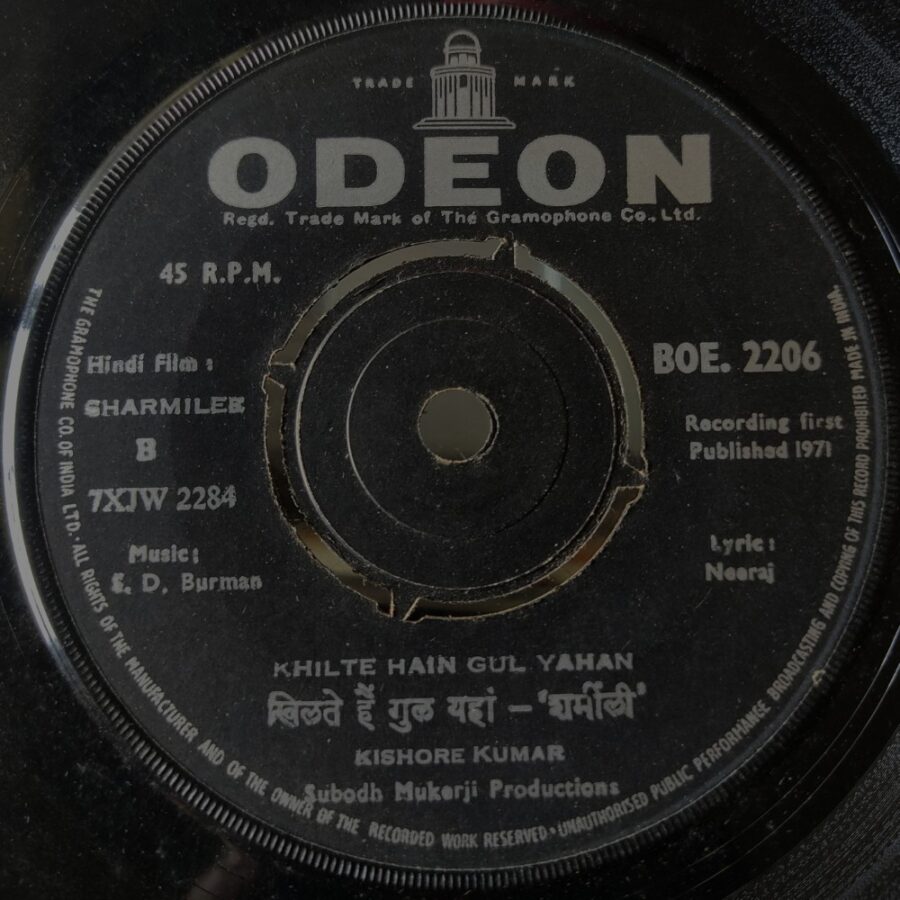 TRADE MARK
ODEON
Regd. Trade Mark of The Gramophone Co., Ltd.
45 R.P.M.
Hindi Film :
SHARMILEE
B
7XJW 2284
Music :
S. D. Burman
BOE. 2206
Recording first
Published 1971
Lyric :
Neeraj
KHILTE HAIN GUL YAHAN
खिलते हैं गुल यहां – 'शर्मीली'
KISHORE KUMAR
Subodh Mukerji Productions
THE GRAMOPHONE CO. OF INDIA LTD. · ALL RIGHTS OF THE MANUFACTURER AND OF THE OWNER OF THE RECORDED WORK RESERVED · UNAUTHORISED PUBLIC PERFORMANCE BROADCASTING AND COPYING OF THIS RECORD PROHIBITED MADE IN INDIA.